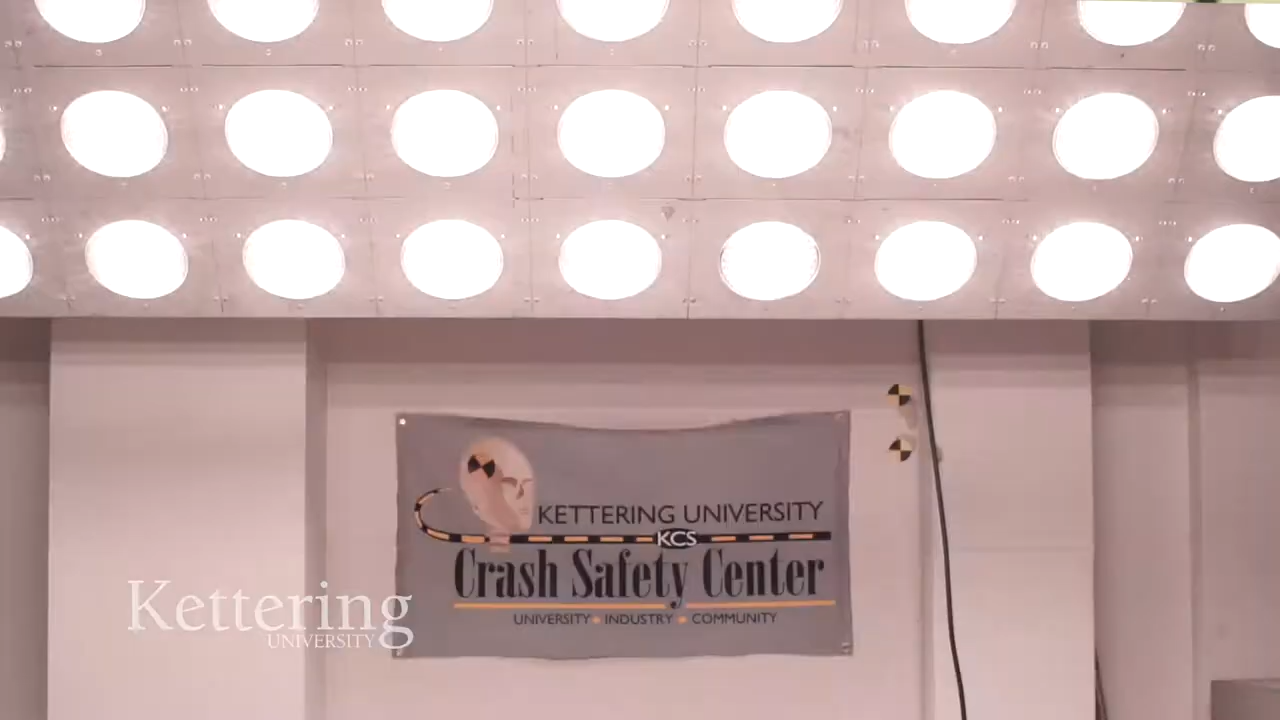 KETTERING UNIVERSITY
KCS
Crash Safety Center
UNIVERSITY • INDUSTRY • COMMUNITY
Kettering
UNIVERSITY